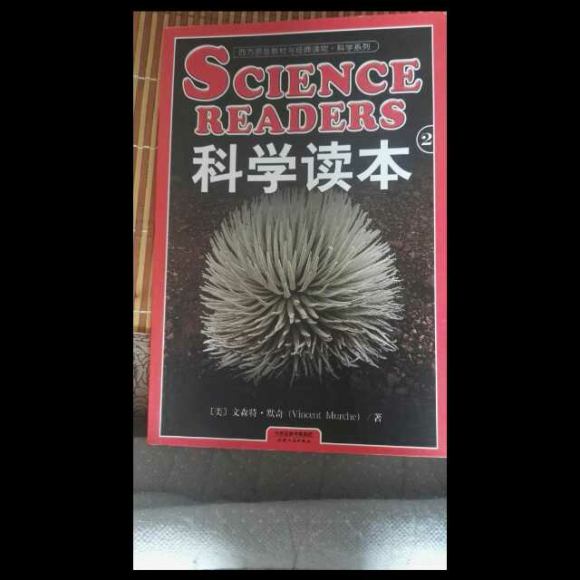 西方原版教材与经典读物·科学系列
SCIENCE
READERS
科学读本
2
〔美〕文森特·默奇（Vincent Murche）/著